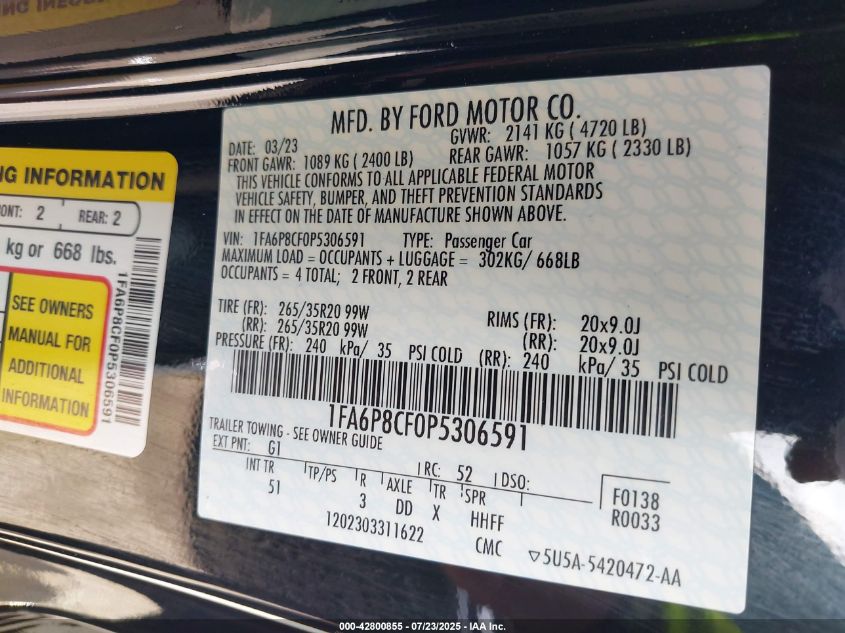 NG INFORMATION
ONT: 2 REAR: 2
kg or 668 lbs.
SEE OWNERS
MANUAL FOR
ADDITIONAL
INFORMATION
1FA6P8CF0P5306591
MFD. BY FORD MOTOR CO.
DATE: 03/23 GVWR: 2141 KG ( 4720 LB)
FRONT GAWR: 1089 KG ( 2400 LB) REAR GAWR: 1057 KG ( 2330 LB)
THIS VEHICLE CONFORMS TO ALL APPLICABLE FEDERAL MOTOR
VEHICLE SAFETY, BUMPER, AND THEFT PREVENTION STANDARDS
IN EFFECT ON THE DATE OF MANUFACTURE SHOWN ABOVE.
VIN: 1FA6P8CF0P5306591 TYPE: Passenger Car
MAXIMUM LOAD = OCCUPANTS + LUGGAGE = 302KG/ 668LB
OCCUPANTS = 4 TOTAL; 2 FRONT, 2 REAR
TIRE (FR): 265/35R20 99W RIMS (FR): 20x9.0J
(RR): 265/35R20 99W (RR): 20x9.0J
PRESSURE (FR): 240 kPa/ 35 PSI COLD (RR): 240 kPa/ 35 PSI COLD
1FA6P8CF0P5306591
TRAILER TOWING - SEE OWNER GUIDE
EXT PNT: G1 RC: 52 DSO:
INT TR TP/PS R AXLE TR SPR F0138
51 3 DD X HHFF R0033
1202303311622 CMC 5U5A-5420472-AA
000-42800855 - 07/23/2025 - IAA Inc.